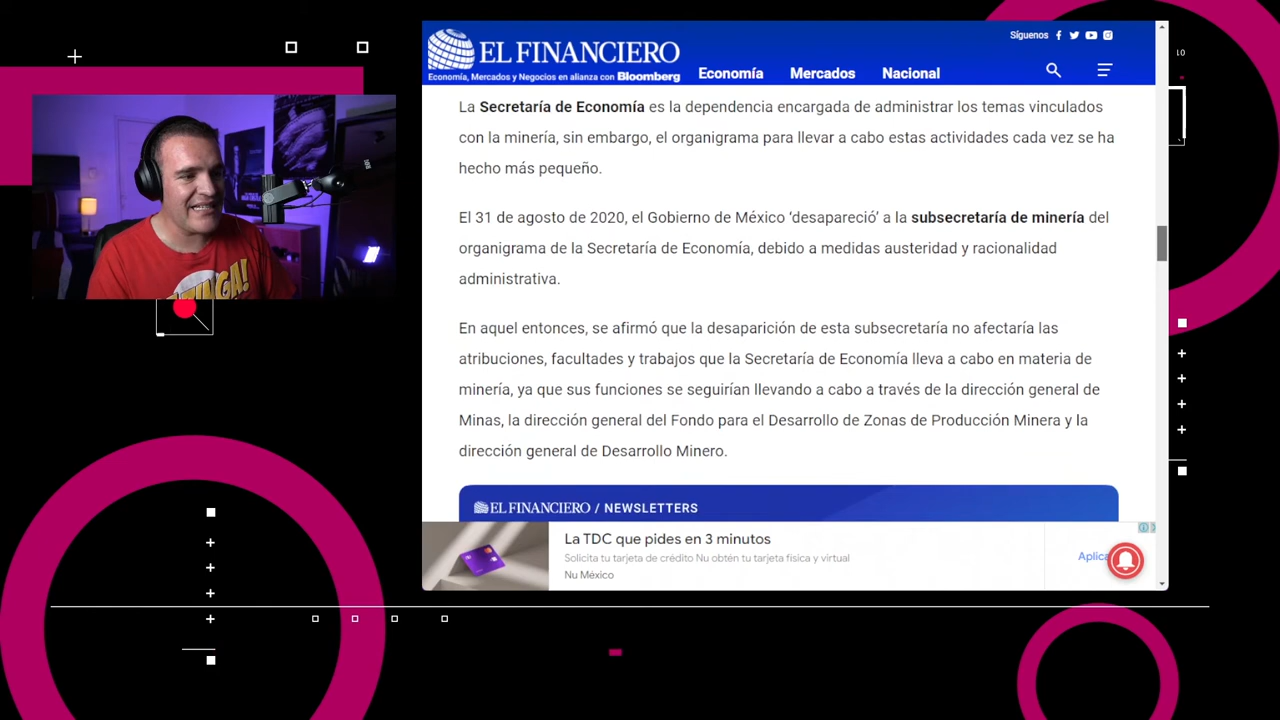 Síguenos
EL FINANCIERO
Economía, Mercados y Negocios en alianza con Bloomberg
Economía
Mercados
Nacional
La Secretaría de Economía es la dependencia encargada de administrar los temas vinculados
con la minería, sin embargo, el organigrama para llevar a cabo estas actividades cada vez se ha
hecho más pequeño.
El 31 de agosto de 2020, el Gobierno de México ‘desapareció’ a la subsecretaría de minería del
organigrama de la Secretaría de Economía, debido a medidas austeridad y racionalidad
administrativa.
En aquel entonces, se afirmó que la desaparición de esta subsecretaría no afectaría las
atribuciones, facultades y trabajos que la Secretaría de Economía lleva a cabo en materia de
minería, ya que sus funciones se seguirían llevando a cabo a través de la dirección general de
Minas, la dirección general del Fondo para el Desarrollo de Zonas de Producción Minera y la
dirección general de Desarrollo Minero.
EL FINANCIERO / NEWSLETTERS
La TDC que pides en 3 minutos
Solicita tu tarjeta de crédito Nu obtén tu tarjeta física y virtual
Nu México